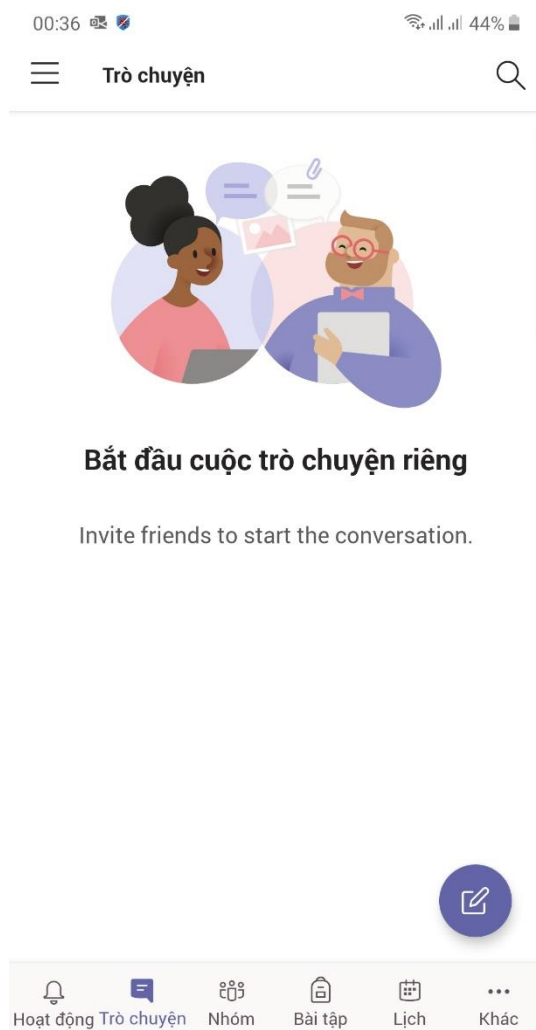 00:36 44%
Trò chuyện
Bắt đầu cuộc trò chuyện riêng
Invite friends to start the conversation.
Hoạt động Trò chuyện Nhóm Bài tập Lịch Khác